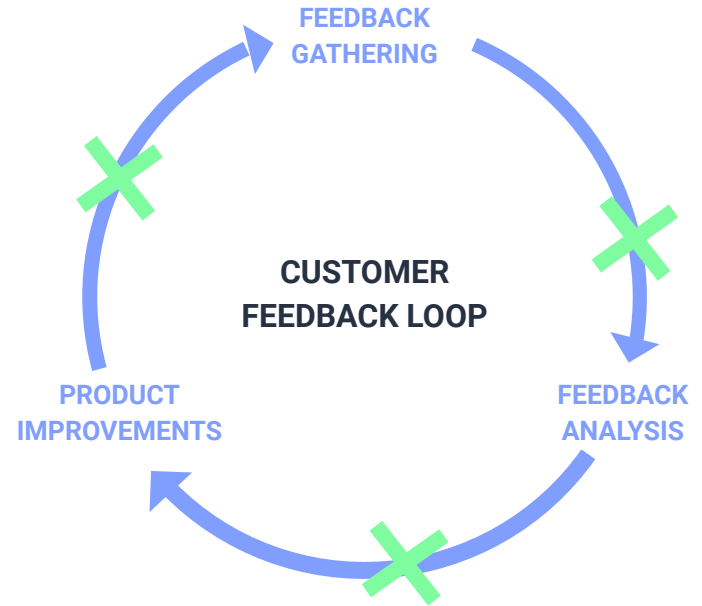 FEEDBACK
GATHERING
CUSTOMER
FEEDBACK LOOP
PRODUCT
IMPROVEMENTS
FEEDBACK
ANALYSIS